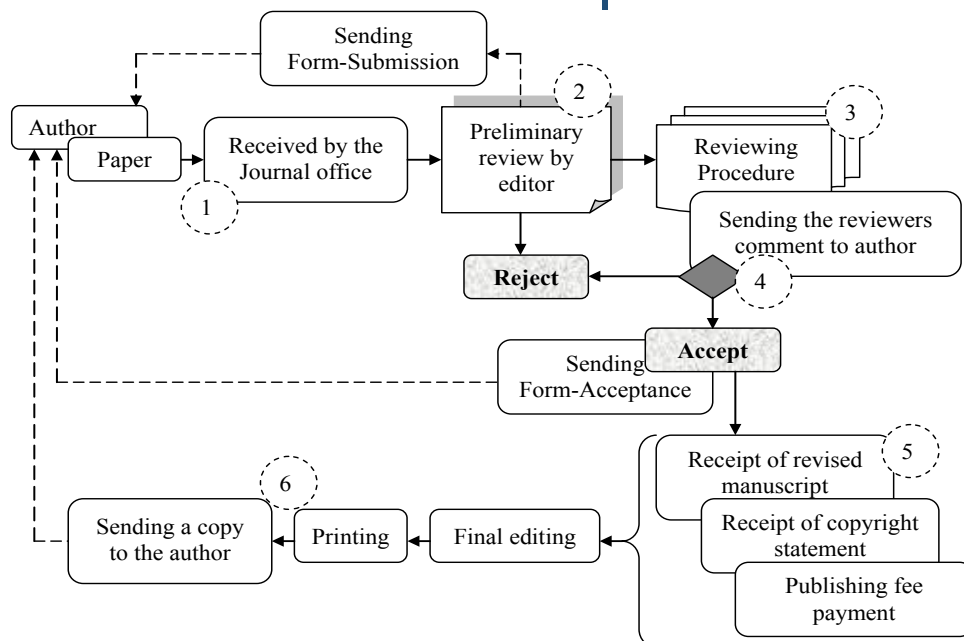 Sending
Form-Submission
2
3
Author
Paper
Received by the
Journal office
1
Preliminary
review by
editor
Reviewing
Procedure
Sending the reviewers
comment to author
4
Reject
Accept
Sending
Form-Acceptance
5
Receipt of revised
manuscript
Receipt of copyright
statement
Publishing fee
payment
Final editing
Printing
6
Sending a copy
to the author